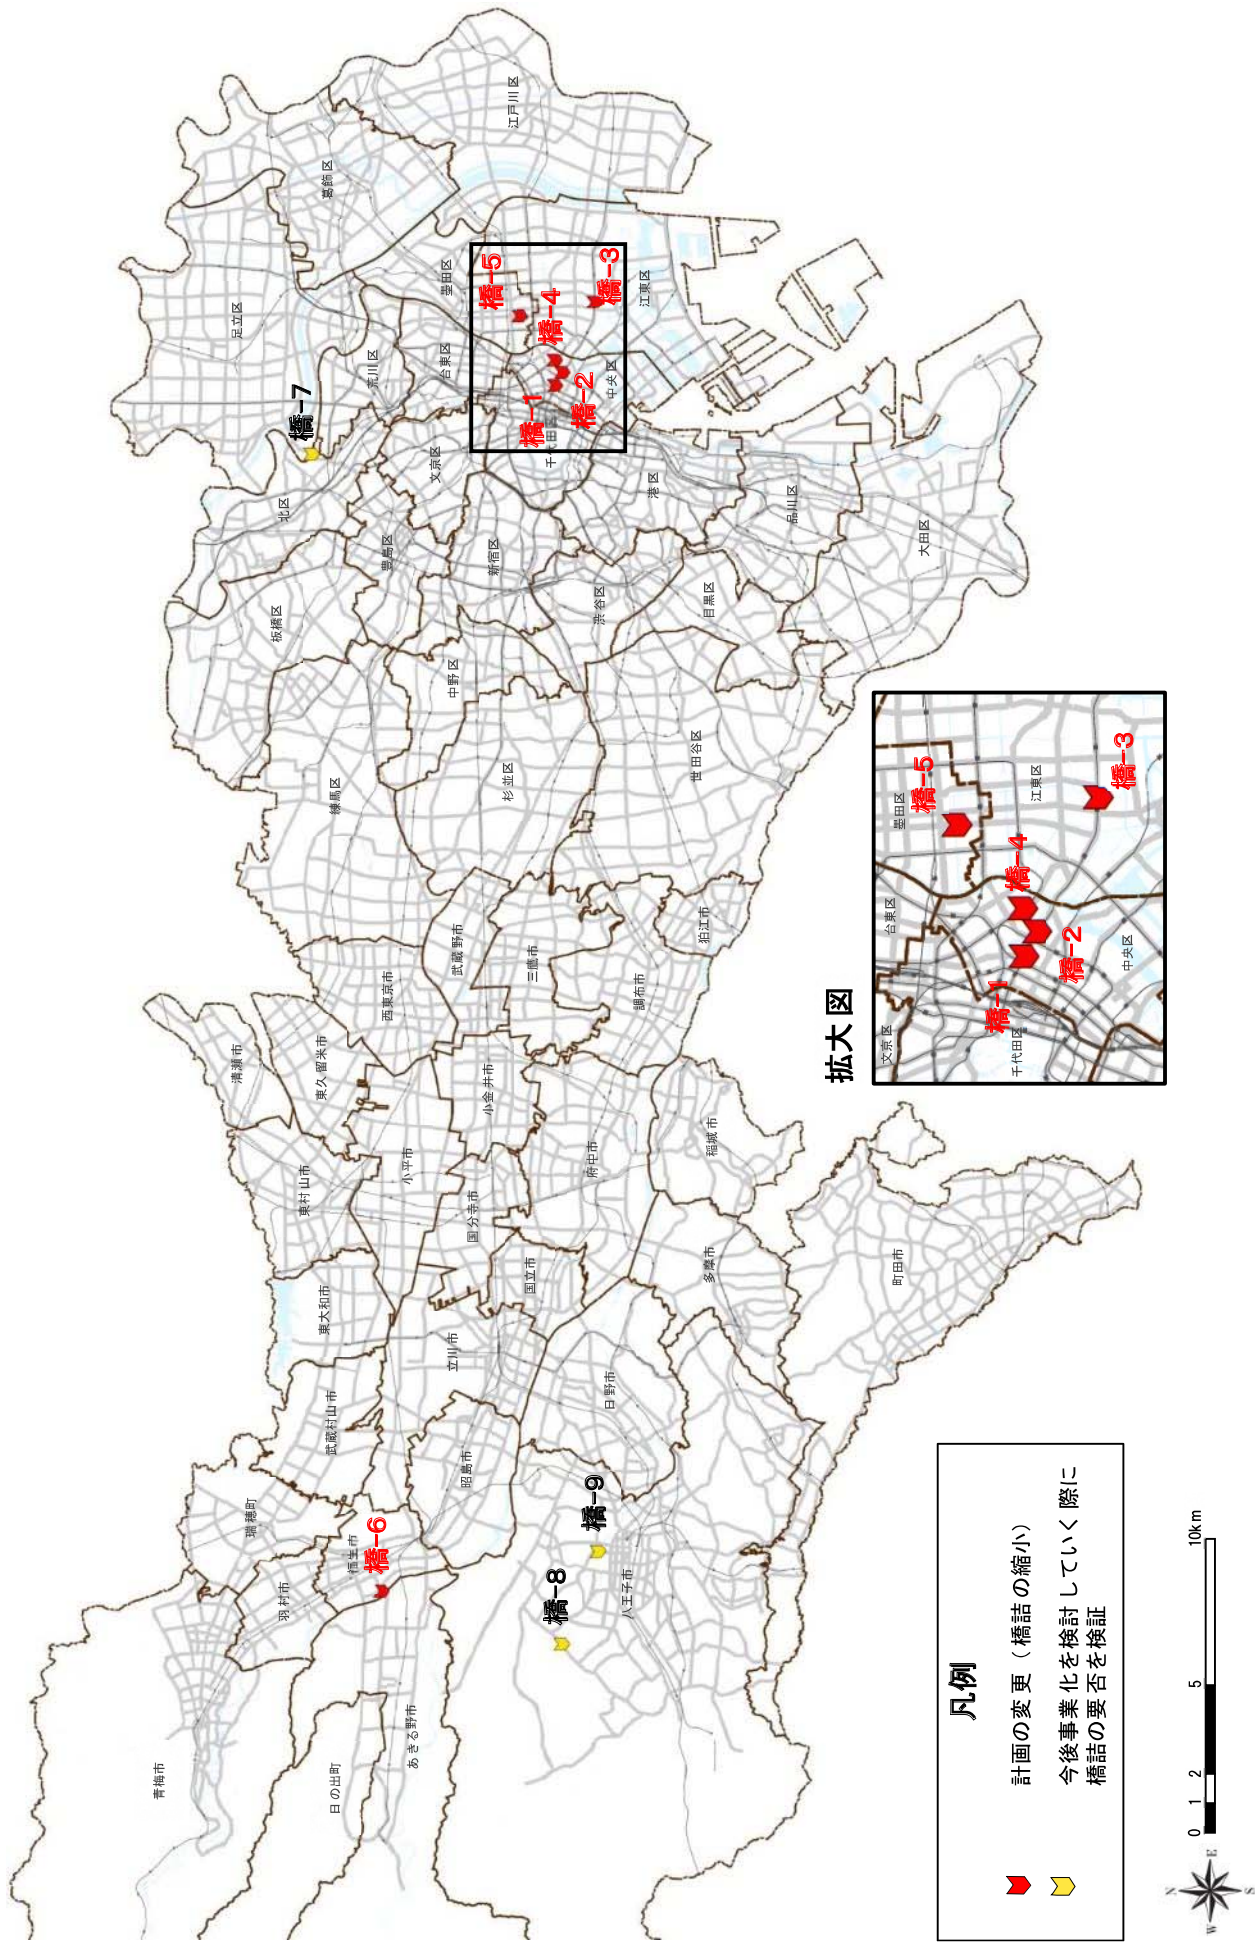 青梅市
日の出町
あきる野市
羽村市
瑞穂町
福生市
橋-6
武蔵村山市
昭島市
橋-8
橋-9
八王子市
日野市
立川市
東大和市
東村山市
小平市
国分寺市
国立市
府中市
多摩市
稲城市
町田市
清瀬市
東久留米市
小金井市
西東京市
武蔵野市
三鷹市
調布市
狛江市
練馬区
杉並区
世田谷区
中野区
板橋区
豊島区
新宿区
渋谷区
目黒区
北区
橋-7
文京区
千代田区
港区
品川区
大田区
足立区
荒川区
台東区
墨田区
葛飾区
江戸川区
江東区
中央区
橋-1
橋-2
橋-3
橋-4
橋-5
拡大図
文京区
台東区
墨田区
千代田区
中央区
江東区
橋-1
橋-2
橋-3
橋-4
橋-5
凡例
計画の変更(橋詰の縮小)
今後事業化を検討していく際に
橋詰の要否を検証
N
W
E
S
0 1 2 5 10km